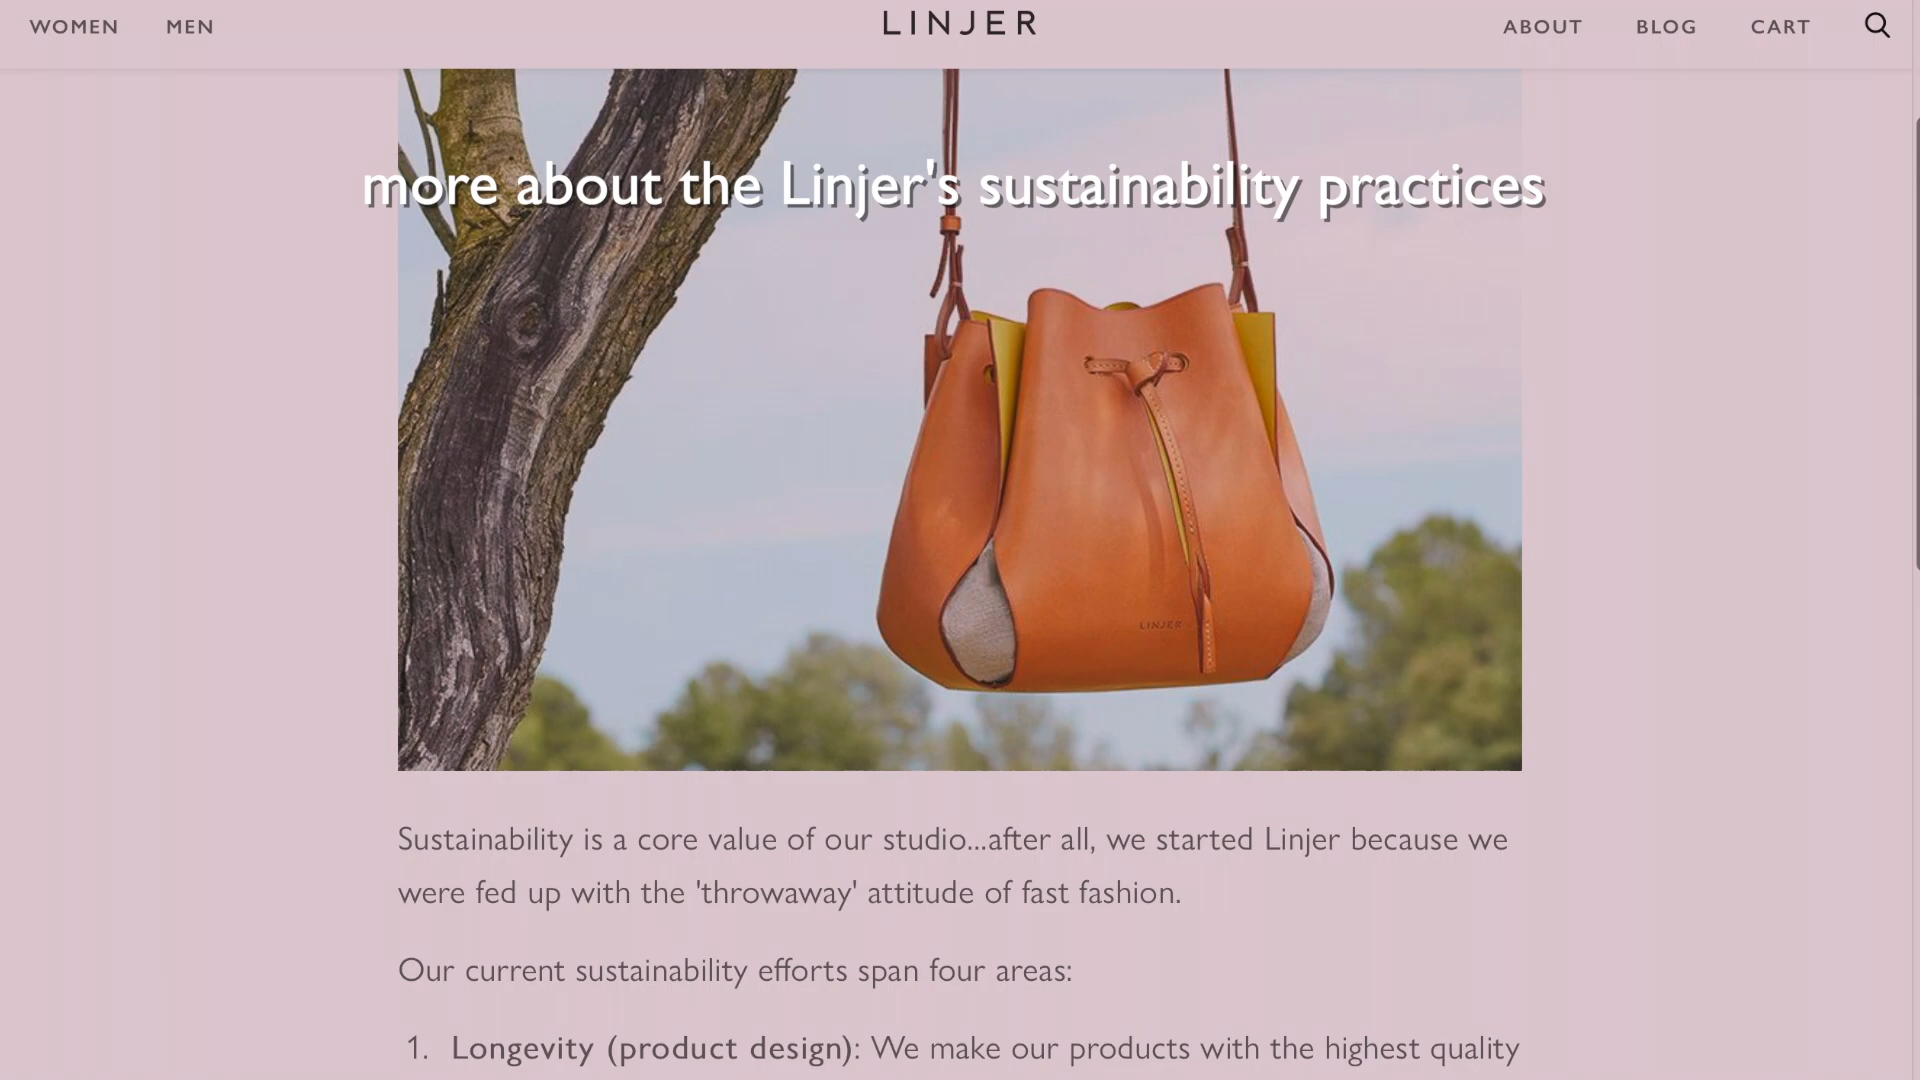 WOMEN MEN LINJER ABOUT BLOG CART
more about the Linjer's sustainability practices
LINJER
Sustainability is a core value of our studio...after all, we started Linjer because we
were fed up with the 'throwaway' attitude of fast fashion.
Our current sustainability efforts span four areas:
1. Longevity (product design): We make our products with the highest quality